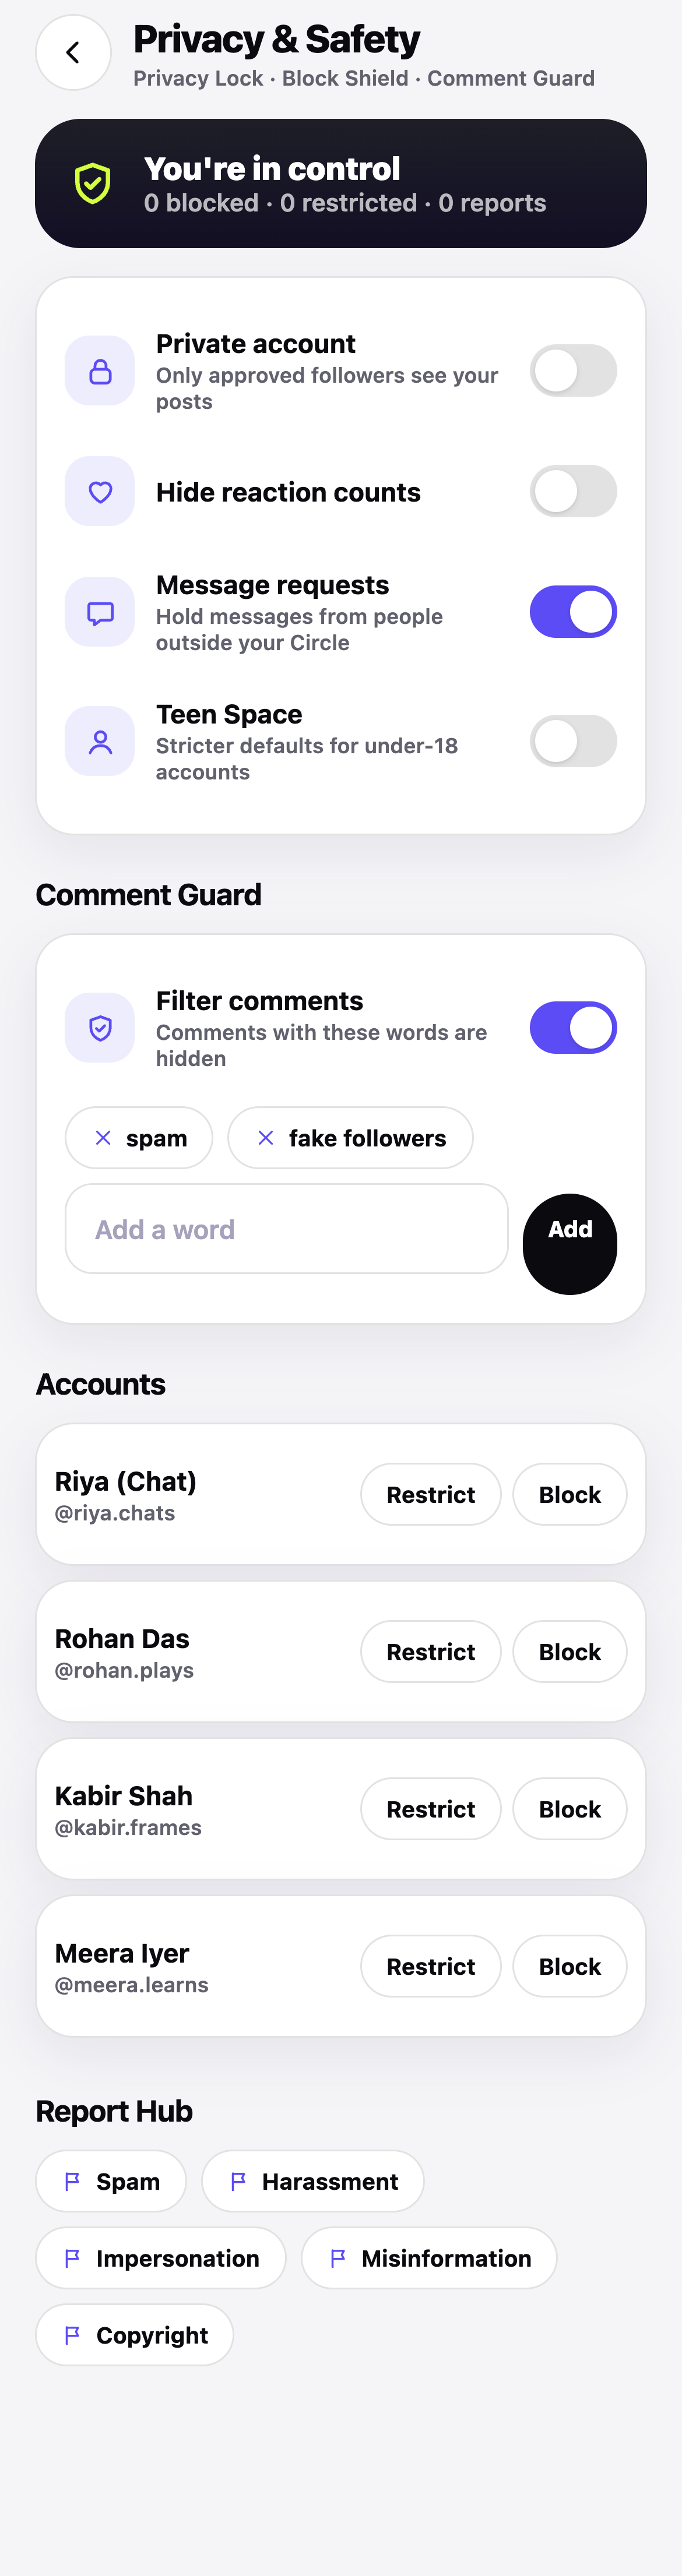 Privacy & Safety
Privacy Lock · Block Shield · Comment Guard
You're in control
0 blocked · 0 restricted · 0 reports
Private account
Only approved followers see your
posts
Hide reaction counts
Message requests
Hold messages from people
outside your Circle
Teen Space
Stricter defaults for under-18
accounts
Comment Guard
Filter comments
Comments with these words are
hidden
spam
fake followers
Add a word
Add
Accounts
Riya (Chat)
@riya.chats
Restrict
Block
Rohan Das
@rohan.plays
Restrict
Block
Kabir Shah
@kabir.frames
Restrict
Block
Meera Iyer
@meera.learns
Restrict
Block
Report Hub
Spam
Harassment
Impersonation
Misinformation
Copyright